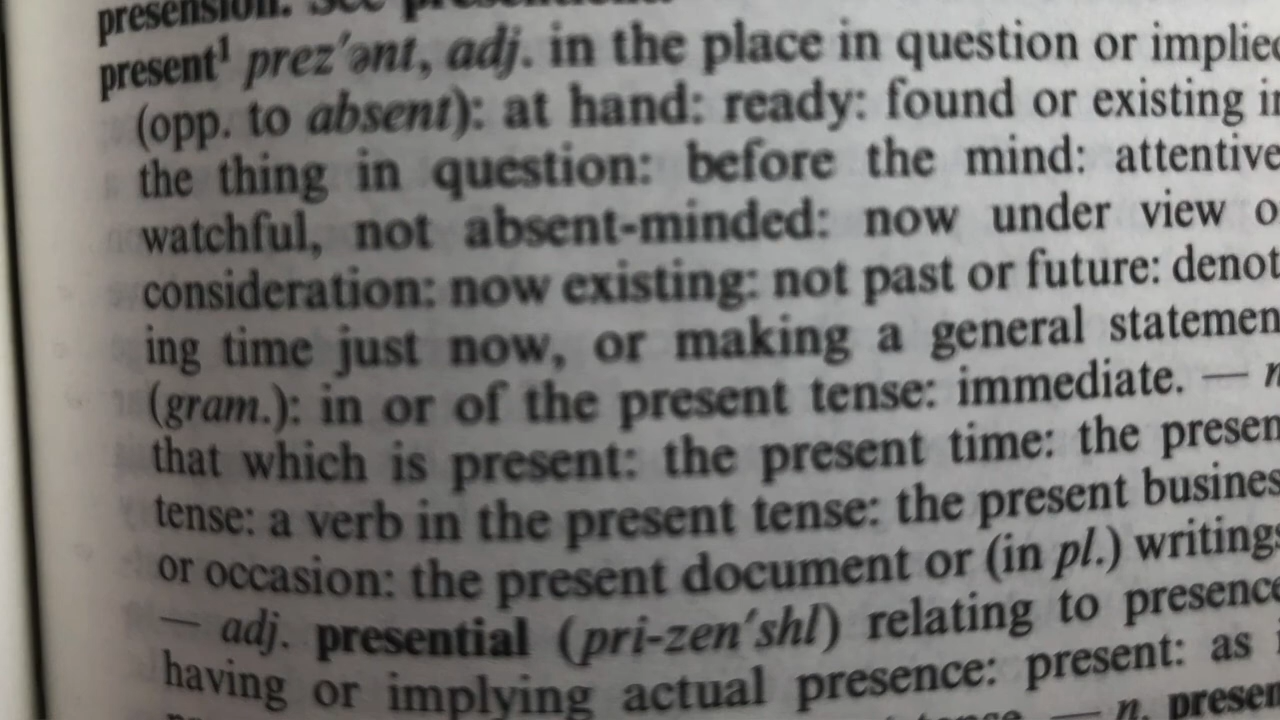 presension. See presention.
present¹ prez′ənt, adj. in the place in question or implied
(opp. to absent): at hand: ready: found or existing in
the thing in question: before the mind: attentive
watchful, not absent-minded: now under view o
consideration: now existing: not past or future: denot
ing time just now, or making a general statemen
(gram.): in or of the present tense: immediate. — n
that which is present: the present time: the presen
tense: a verb in the present tense: the present busines
or occasion: the present document or (in pl.) writings
— adj. presential (pri-zen′shl) relating to presence
having or implying actual presence: present: as i
— n. presen